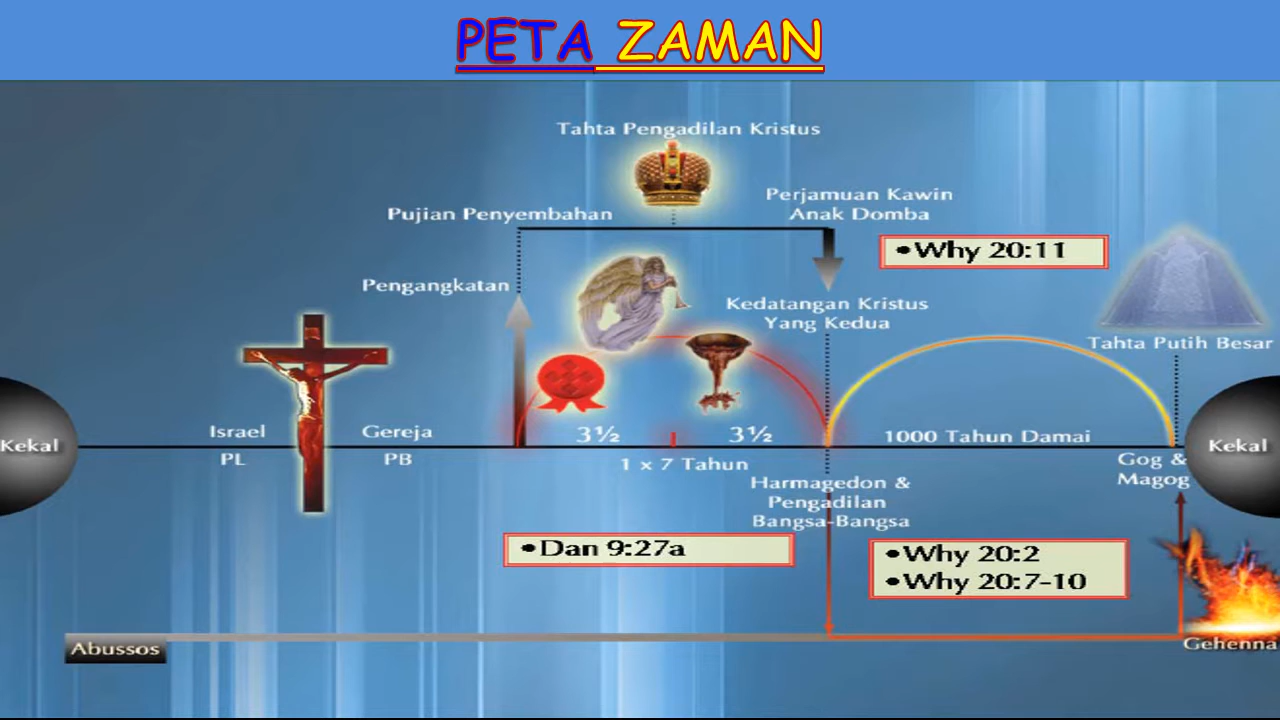 PETA ZAMAN
Tahta Pengadilan Kristus
Pujian Penyembahan
Perjamuan Kawin
Anak Domba
•Why 20:11
Pengangkatan
Kedatangan Kristus
Yang Kedua
Tahta Putih Besar
Kekal
Israel
PL
Gereja
PB
3½
3½
1 x 7 Tahun
1000 Tahun Damai
Gog &
Magog
Kekal
Harmagedon &
Pengadilan
Bangsa-Bangsa
•Dan 9:27a
•Why 20:2
•Why 20:7-10
Abussos
Gehenna